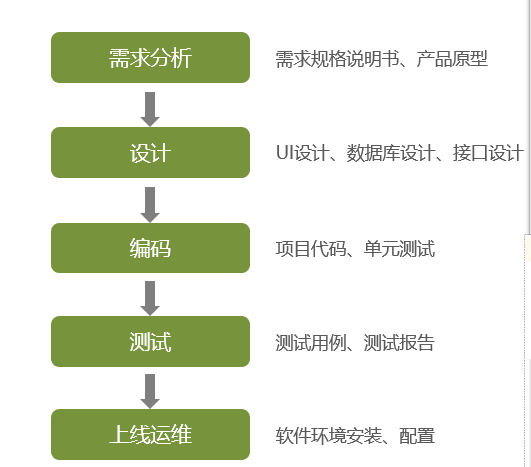 需求分析
需求规格说明书、产品原型
设计
UI设计、数据库设计、接口设计
编码
项目代码、单元测试
测试
测试用例、测试报告
上线运维
软件环境安装、配置